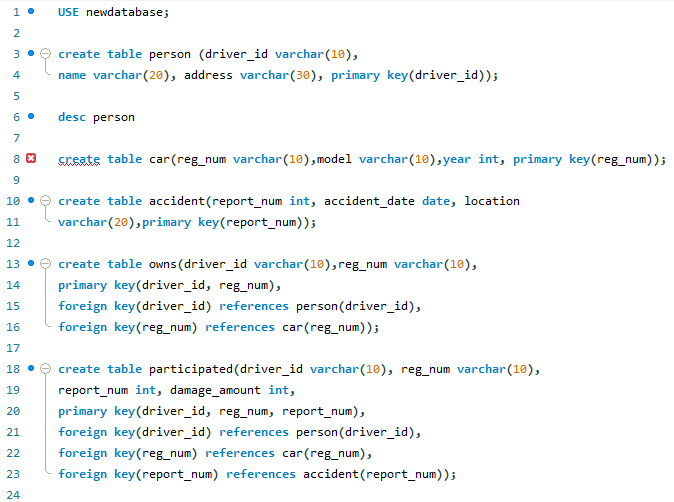 1 USE newdatabase;
2
3 create table person (driver_id varchar(10),
4 name varchar(20), address varchar(30), primary key(driver_id));
5
6 desc person
7
8 create table car(reg_num varchar(10),model varchar(10),year int, primary key(reg_num));
9
10 create table accident(report_num int, accident_date date, location
11 varchar(20),primary key(report_num));
12
13 create table owns(driver_id varchar(10),reg_num varchar(10),
14 primary key(driver_id, reg_num),
15 foreign key(driver_id) references person(driver_id),
16 foreign key(reg_num) references car(reg_num));
17
18 create table participated(driver_id varchar(10), reg_num varchar(10),
19 report_num int, damage_amount int,
20 primary key(driver_id, reg_num, report_num),
21 foreign key(driver_id) references person(driver_id),
22 foreign key(reg_num) references car(reg_num),
23 foreign key(report_num) references accident(report_num));
24